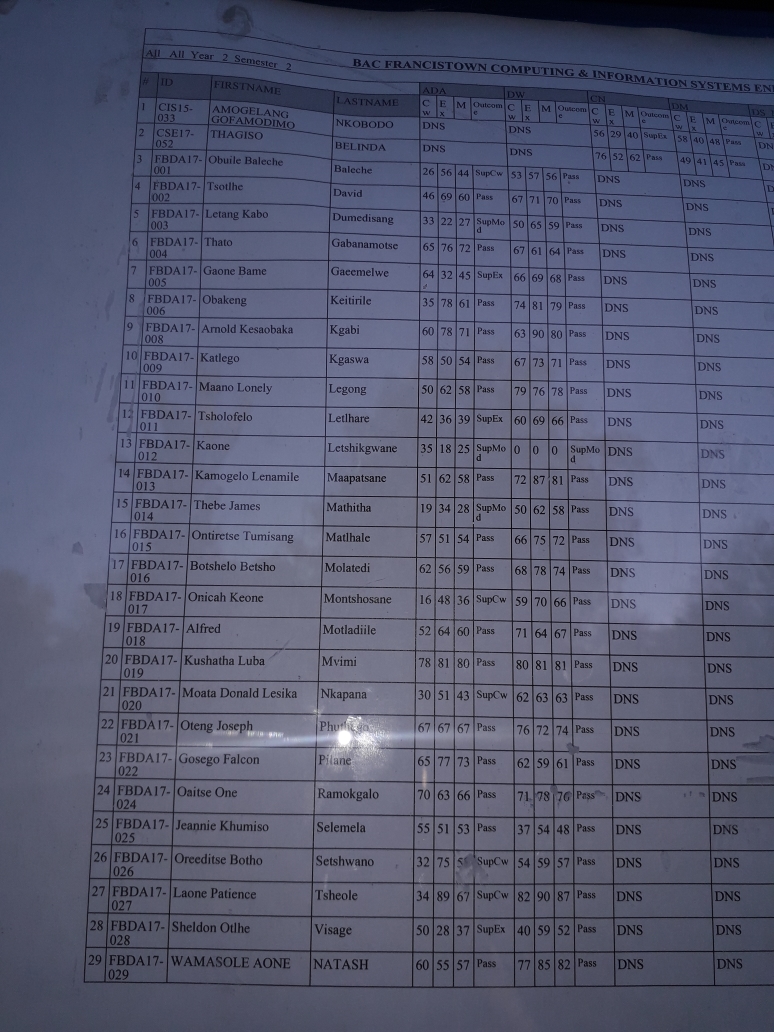 BAC FRANCISTOWN COMPUTING & INFORMATION SYSTEMS EN
All All Year 2 Semester 2
# ID FIRSTNAME LASTNAME ADA DW CN DM DS
Cw Ex M Outcome Cw Ex M Outcome Cw Ex M Outcome Cw Ex M Outcome C
1 CIS15-033 AMOGELANG GOFAMODIMO NKOBODO DNS DNS 56 29 40 SupEx 58 40 48 Pass DN
2 CSE17-052 THAGISO BELINDA DNS DNS 76 52 62 Pass 49 41 45 Pass DN
3 FBDA17-001 Obuile Baleche Baleche 26 56 44 SupCw 53 57 56 Pass DNS DNS
4 FBDA17-002 Tsotlhe David 46 69 60 Pass 67 71 70 Pass DNS DNS
5 FBDA17-003 Letang Kabo Dumedisang 33 22 27 SupMod 50 65 59 Pass DNS DNS
6 FBDA17-004 Thato Gabanamotse 65 76 72 Pass 67 61 64 Pass DNS DNS
7 FBDA17-005 Gaone Bame Gaeemelwe 64 32 45 SupEx 66 69 68 Pass DNS DNS
8 FBDA17-006 Obakeng Keitirile 35 78 61 Pass 74 81 79 Pass DNS DNS
9 FBDA17-008 Arnold Kesaobaka Kgabi 60 78 71 Pass 63 90 80 Pass DNS DNS
10 FBDA17-009 Katlego Kgaswa 58 50 54 Pass 67 73 71 Pass DNS DNS
11 FBDA17-010 Maano Lonely Legong 50 62 58 Pass 79 76 78 Pass DNS DNS
12 FBDA17-011 Tsholofelo Letlhare 42 36 39 SupEx 60 69 66 Pass DNS DNS
13 FBDA17-012 Kaone Letshikgwane 35 18 25 SupMod 0 0 0 SupMod DNS DNS
14 FBDA17-013 Kamogelo Lenamile Maapatsane 51 62 58 Pass 72 87 81 Pass DNS DNS
15 FBDA17-014 Thebe James Mathitha 19 34 28 SupMod 50 62 58 Pass DNS DNS
16 FBDA17-015 Ontiretse Tumisang Matlhale 57 51 54 Pass 66 75 72 Pass DNS DNS
17 FBDA17-016 Botshelo Betsho Molatedi 62 56 59 Pass 68 78 74 Pass DNS DNS
18 FBDA17-017 Onicah Keone Montshosane 16 48 36 SupCw 59 70 66 Pass DNS DNS
19 FBDA17-018 Alfred Motladiile 52 64 60 Pass 71 64 67 Pass DNS DNS
20 FBDA17-019 Kushatha Luba Mvimi 78 81 80 Pass 80 81 81 Pass DNS DNS
21 FBDA17-020 Moata Donald Lesika Nkapana 30 51 43 SupCw 62 63 63 Pass DNS DNS
22 FBDA17-021 Oteng Joseph 67 67 67 Pass 76 72 74 Pass DNS DNS
23 FBDA17-022 Gosego Falcon Pilane 65 77 73 Pass 62 59 61 Pass DNS DNS
24 FBDA17-024 Oaitse One Ramokgalo 70 63 66 Pass 71 78 76 Pass DNS DNS
25 FBDA17-025 Jeannie Khumiso Selemela 55 51 53 Pass 37 54 48 Pass DNS DNS
26 FBDA17-026 Oreeditse Botho Setshwano 32 75 SupCw 54 59 57 Pass DNS DNS
27 FBDA17-027 Laone Patience Tsheole 34 89 67 SupCw 82 90 87 Pass DNS DNS
28 FBDA17-028 Sheldon Otlhe Visage 50 28 37 SupEx 40 59 52 Pass DNS DNS
29 FBDA17-029 WAMASOLE AONE NATASH 60 55 57 Pass 77 85 82 Pass DNS DNS